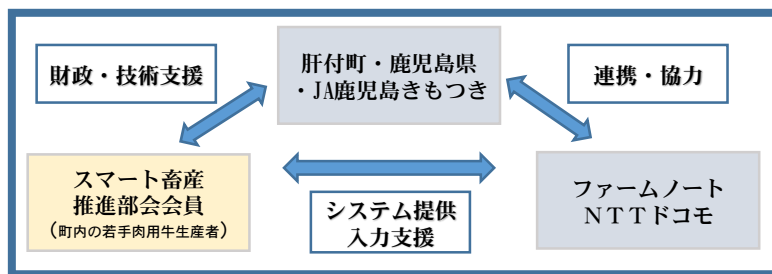 財政・技術支援
肝付町・鹿児島県
・JA鹿児島きもつき
連携・協力
スマート畜産
推進部会会員
（町内の若手肉用牛生産者）
システム提供
入力支援
ファームノート
ＮＴＴドコモ